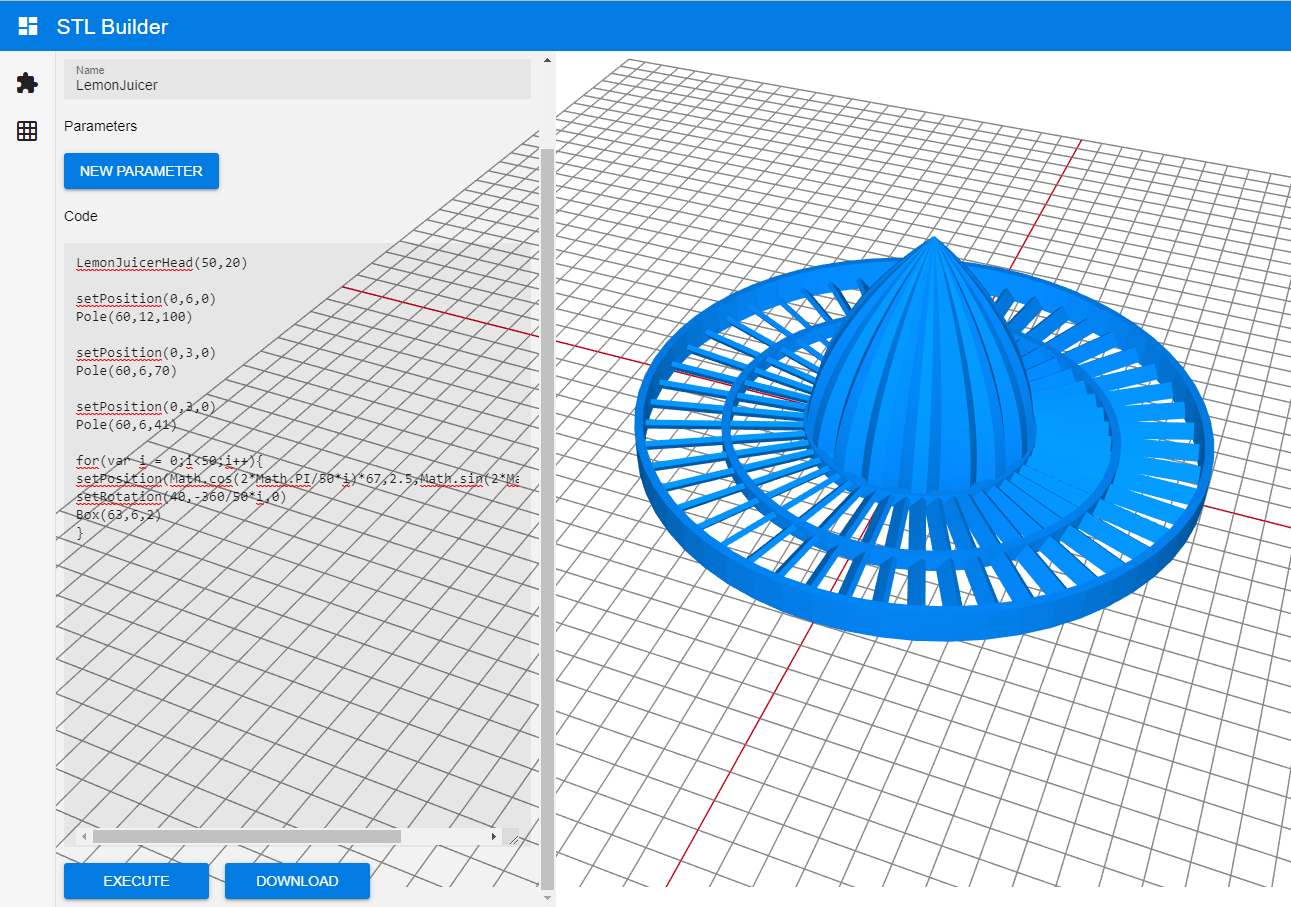 STL Builder
Name
LemonJuicer
Parameters
NEW PARAMETER
Code
LemonJuicerHead(50,20)
setPosition(0,6,0)
Pole(60,12,100)
setPosition(0,3,0)
Pole(60,6,70)
setPosition(0,3,0)
Pole(60,6,41)
for(var i = 0;i<50;i++){
setPosition(Math.cos(2*Math.PI/50*i)*67,2.5,Math.sin(2*Ma
setRotation(40,-360/50*i,0)
Box(63,6,2)
}
EXECUTE
DOWNLOAD